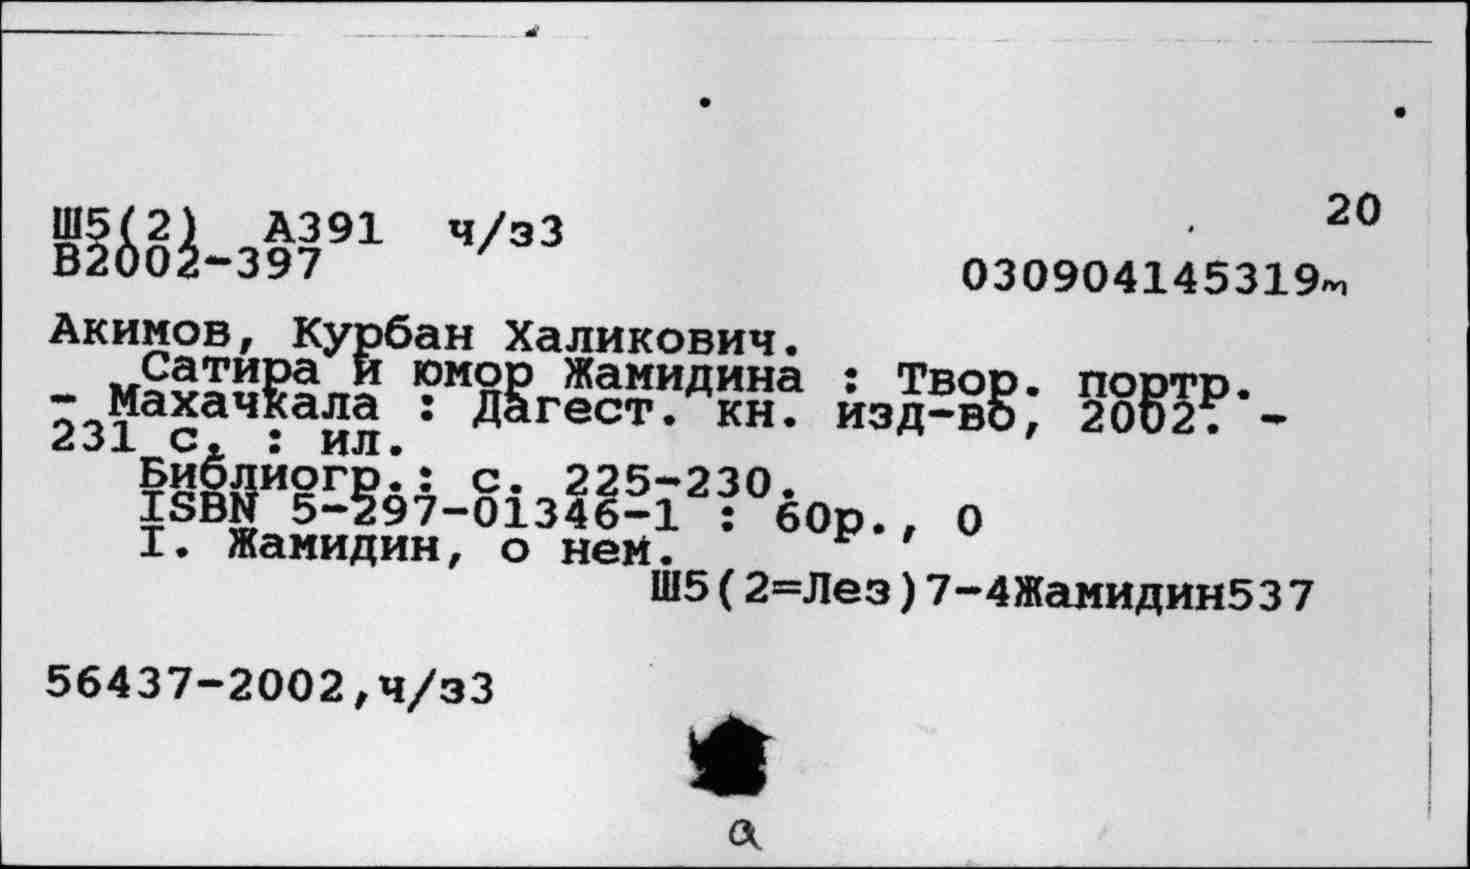 20
Ш5(2) А391 ч/з3
В2002-397
030904145319м
Акимов, Курбан Халикович.
Сатира и юмор Жамидина : Твор. портр.
- Махачкала : Дагест. кн. изд-во, 2002. -
231 с. : ил.
Библиогр.: с. 225-230.
ISBN 5-297-01346-1 : 60р., 0
I. Жамидин, о нем.
Ш5(2=Лез)7-4Жамидин537
56437-2002,ч/з3